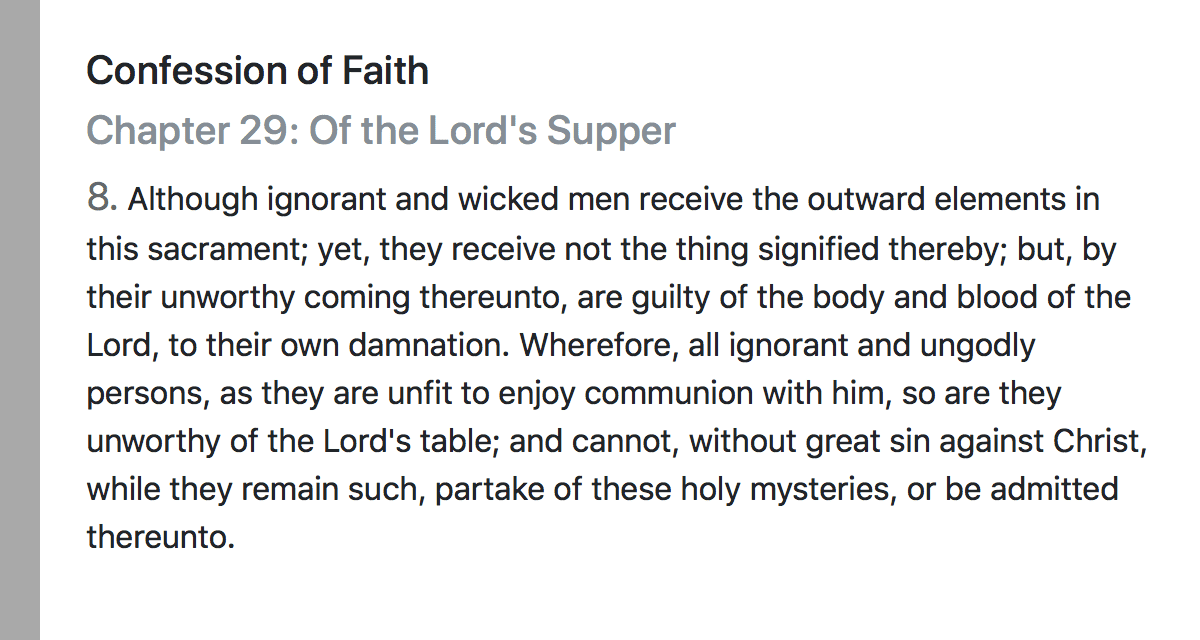 Confession of Faith
Chapter 29: Of the Lord's Supper
8. Although ignorant and wicked men receive the outward elements in
this sacrament; yet, they receive not the thing signified thereby; but, by
their unworthy coming thereunto, are guilty of the body and blood of the
Lord, to their own damnation. Wherefore, all ignorant and ungodly
persons, as they are unfit to enjoy communion with him, so are they
unworthy of the Lord's table; and cannot, without great sin against Christ,
while they remain such, partake of these holy mysteries, or be admitted
thereunto.